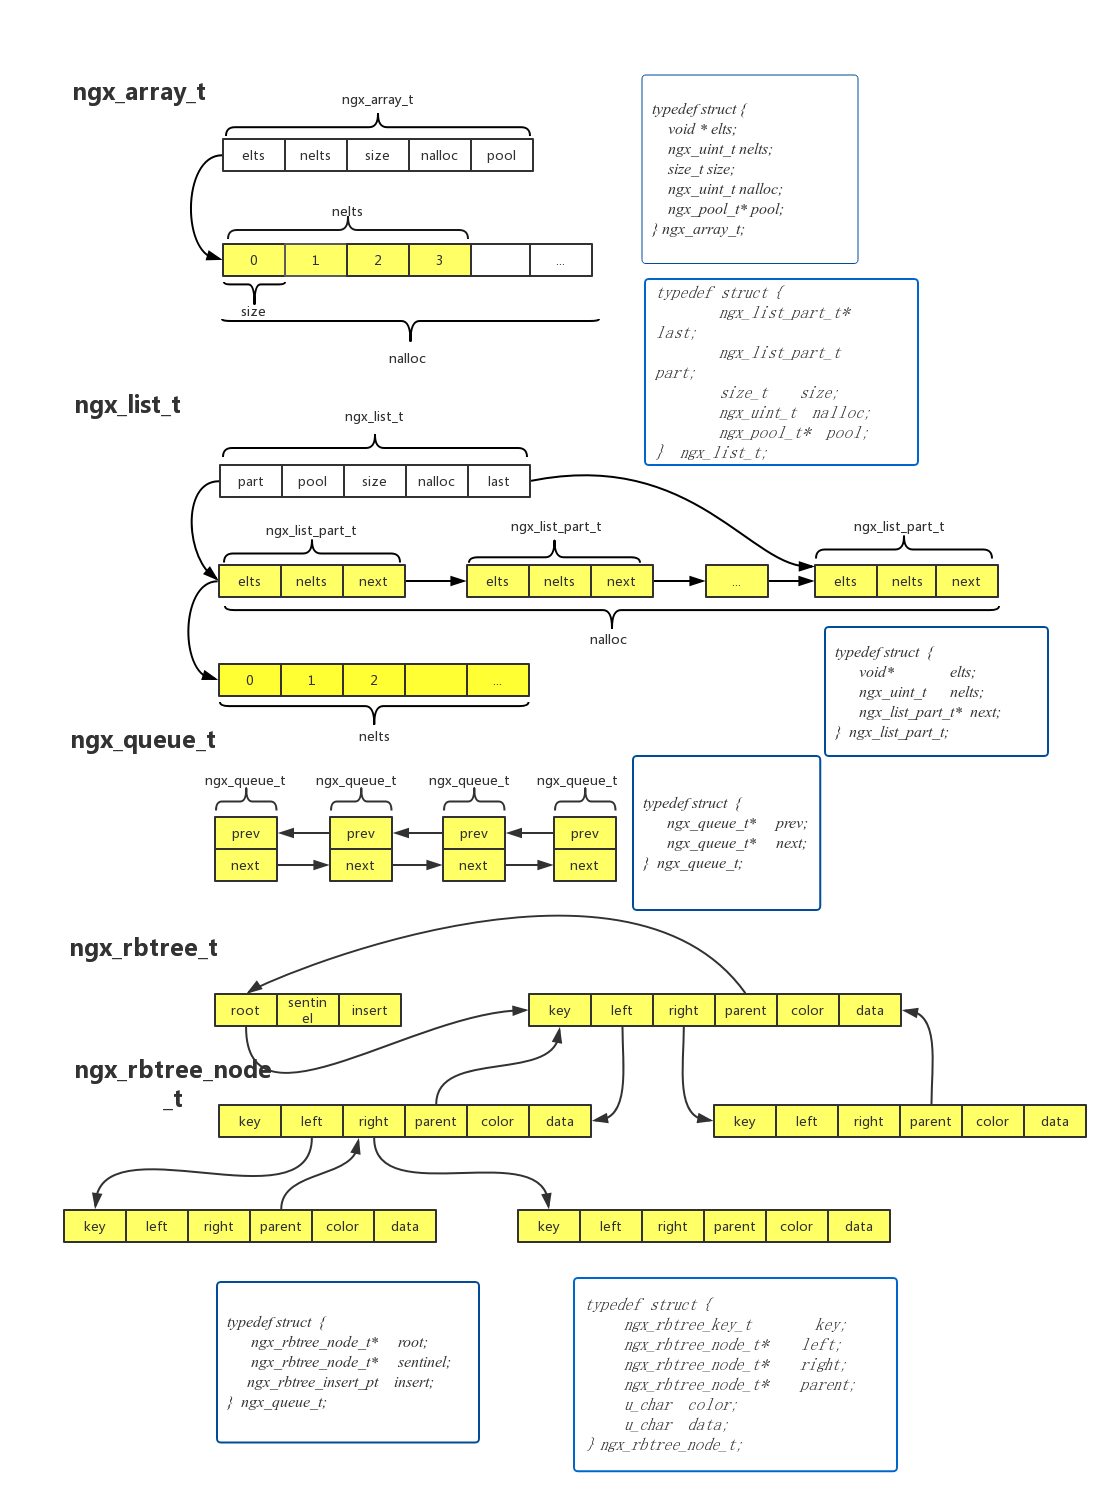 ngx_array_t
ngx_array_t
elts nelts size nalloc pool
nelts
0 1 2 3 ...
size
nalloc
typedef struct {
void * elts;
ngx_uint_t nelts;
size_t size;
ngx_uint_t nalloc;
ngx_pool_t* pool;
} ngx_array_t;
typedef struct {
ngx_list_part_t*
last;
ngx_list_part_t
part;
size_t size;
ngx_uint_t nalloc;
ngx_pool_t* pool;
} ngx_list_t;
ngx_list_t
ngx_list_t
part pool size nalloc last
ngx_list_part_t ngx_list_part_t ngx_list_part_t
elts nelts next elts nelts next ... elts nelts next
nalloc
0 1 2 ...
nelts
typedef struct {
void* elts;
ngx_uint_t nelts;
ngx_list_part_t* next;
} ngx_list_part_t;
ngx_queue_t
ngx_queue_t ngx_queue_t ngx_queue_t ngx_queue_t
prev prev prev prev
next next next next
typedef struct {
ngx_queue_t* prev;
ngx_queue_t* next;
} ngx_queue_t;
ngx_rbtree_t
root sentin
el insert
key left right parent color data
ngx_rbtree_node
_t
key left right parent color data
key left right parent color data
key left right parent color data
key left right parent color data
typedef struct {
ngx_rbtree_node_t* root;
ngx_rbtree_node_t* sentinel;
ngx_rbtree_insert_pt insert;
} ngx_queue_t;
typedef struct {
ngx_rbtree_key_t key;
ngx_rbtree_node_t* left;
ngx_rbtree_node_t* right;
ngx_rbtree_node_t* parent;
u_char color;
u_char data;
} ngx_rbtree_node_t;